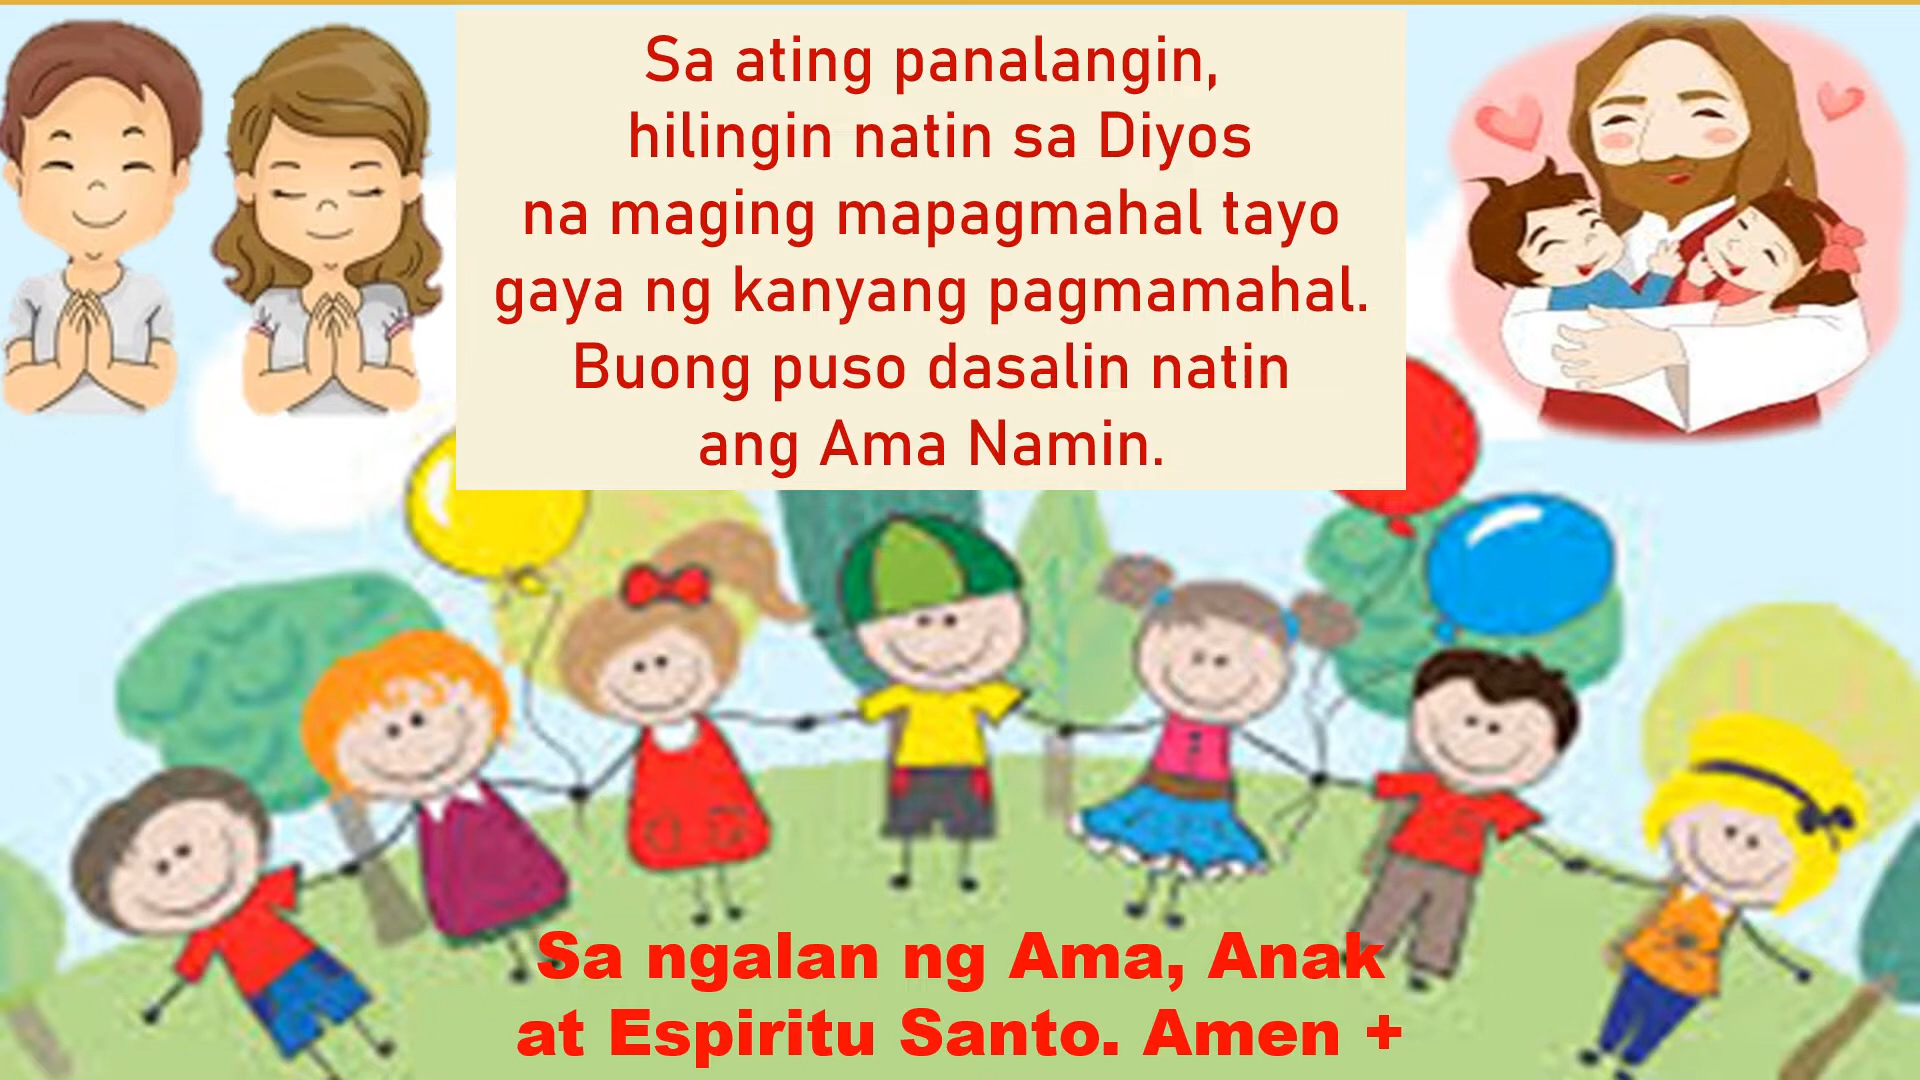 Sa ating panalangin,
hilingin natin sa Diyos
na maging mapagmahal tayo
gaya ng kanyang pagmamahal.
Buong puso dasalin natin
ang Ama Namin.
Sa ngalan ng Ama, Anak
at Espiritu Santo. Amen +